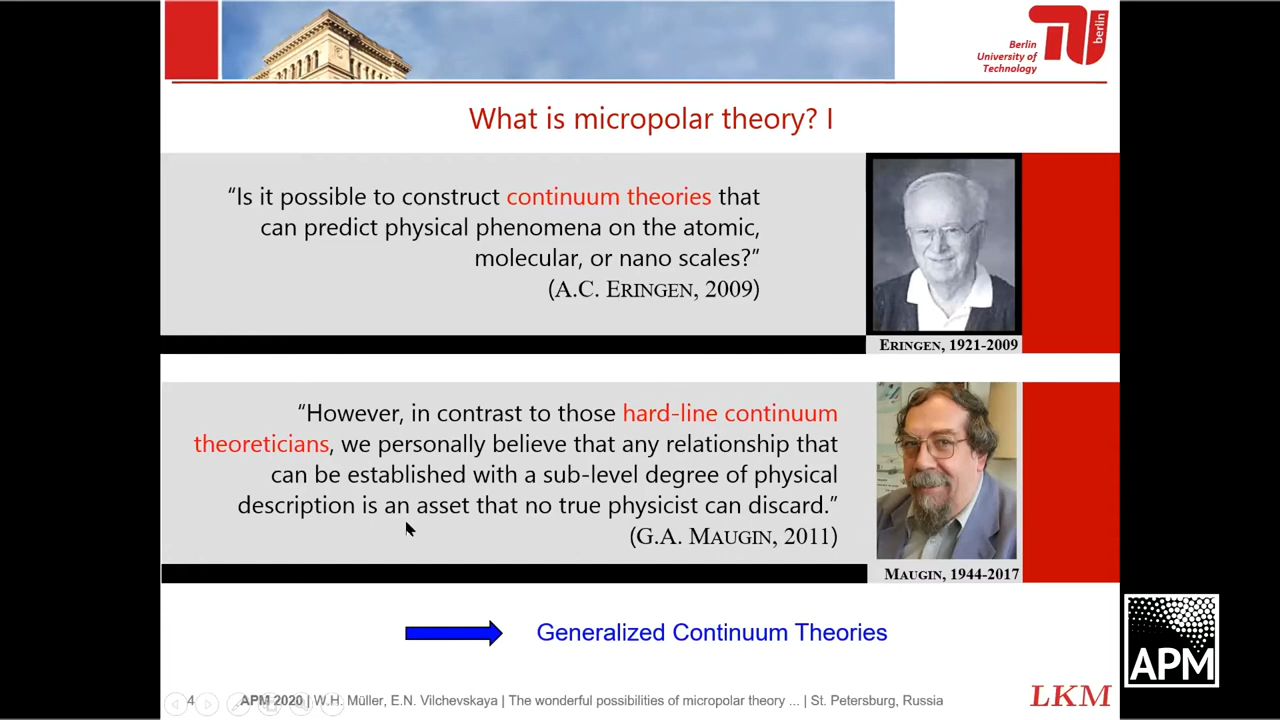 Berlin
University of
Technology
berlin
What is micropolar theory? I
“Is it possible to construct continuum theories that
can predict physical phenomena on the atomic,
molecular, or nano scales?”
(A.C. ERINGEN, 2009)
ERINGEN, 1921-2009
“However, in contrast to those hard-line continuum
theoreticians, we personally believe that any relationship that
can be established with a sub-level degree of physical
description is an asset that no true physicist can discard.”
(G.A. MAUGIN, 2011)
MAUGIN, 1944-2017
Generalized Continuum Theories
APM
4 APM 2020 | W.H. Müller, E.N. Vilchevskaya | The wonderful possibilities of micropolar theory ... | St. Petersburg, Russia
LKM